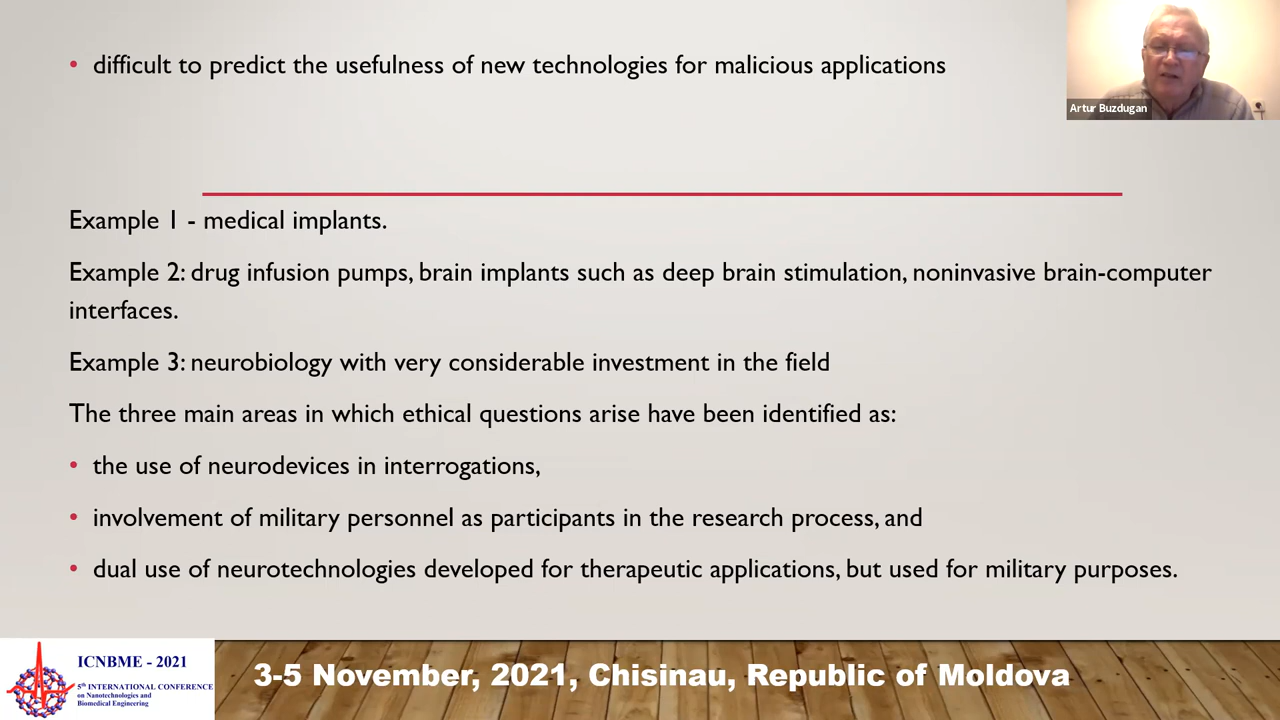 • difficult to predict the usefulness of new technologies for malicious applications
Artur Buzdugan
Example 1 - medical implants.
Example 2: drug infusion pumps, brain implants such as deep brain stimulation, noninvasive brain-computer
interfaces.
Example 3: neurobiology with very considerable investment in the field
The three main areas in which ethical questions arise have been identified as:
• the use of neurodevices in interrogations,
• involvement of military personnel as participants in the research process, and
• dual use of neurotechnologies developed for therapeutic applications, but used for military purposes.
ICNBME - 2021
5th INTERNATIONAL CONFERENCE
on Nanotechnologies and
Biomedical Engineering
3-5 November, 2021, Chisinau, Republic of Moldova